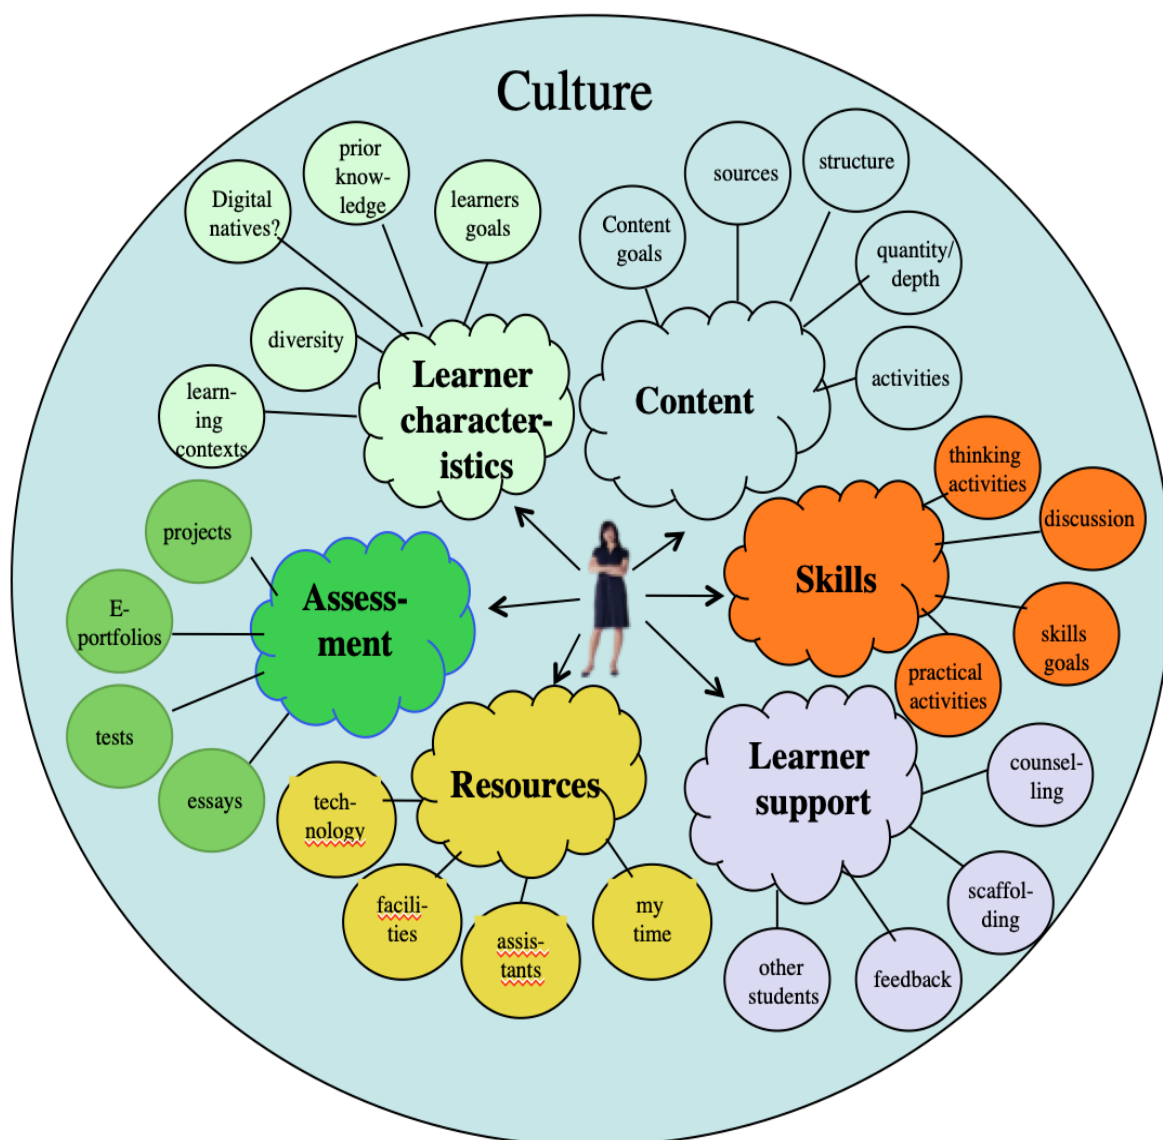 Culture
prior
know-
ledge
Digital
natives?
learners
goals
diversity
learn-
ing
contexts
Learner
character-
istics
Content
goals
sources
structure
quantity/
depth
activities
Content
thinking
activities
discussion
skills
goals
practical
activities
Skills
projects
E-
portfolios
tests
essays
Assess-
ment
Resources
tech-
nology
facili-
ties
assis-
tants
my
time
Learner
support
counsel-
ling
scaffol-
ding
feedback
other
students